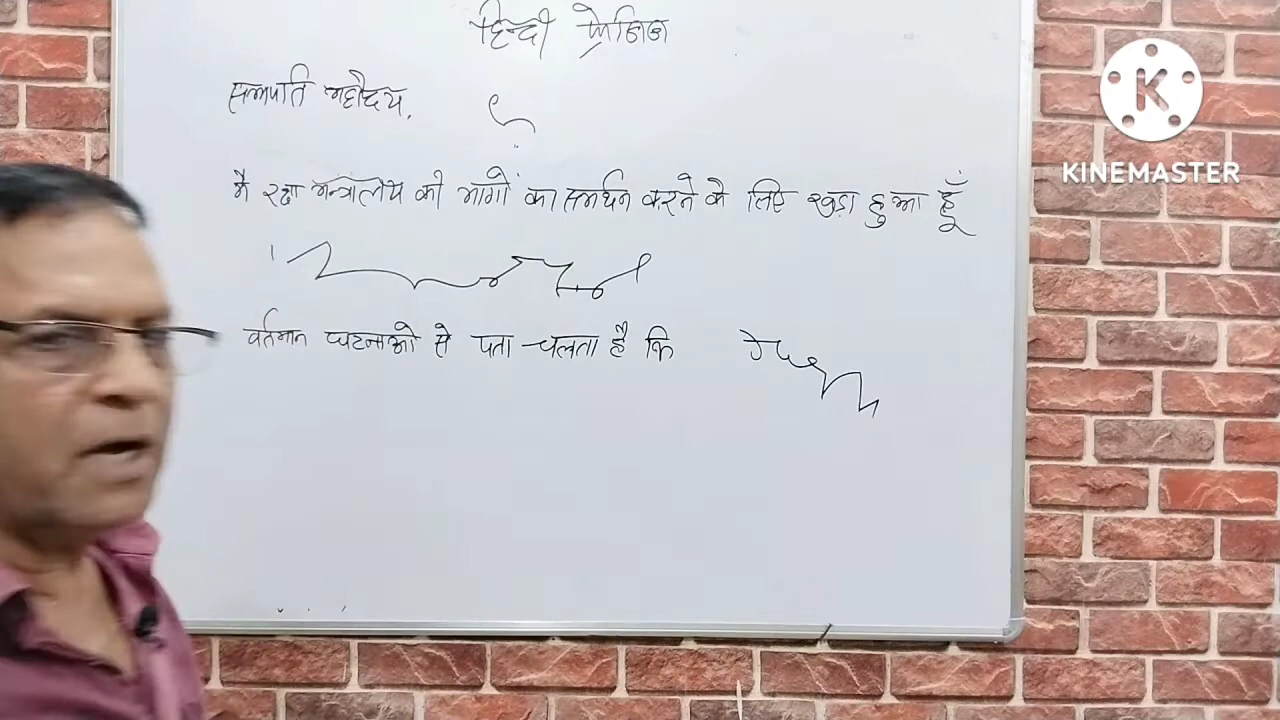 हिन्दी फ्रेजिज
सभापति महोदय,
मै रक्षा मन्त्रालय की मांगों का समर्थन करने के लिए खड़ा हुआ हूँ
वर्तमान घटनाओ से पता चलता है कि
K
KINEMASTER